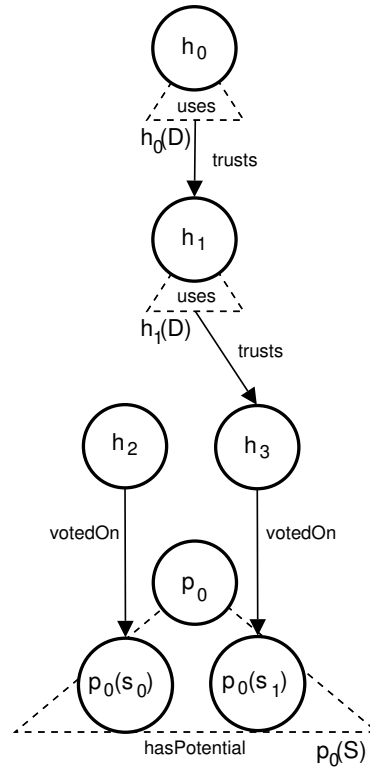 h₀
uses
h₀(D)
trusts
h₁
uses
h₁(D)
trusts
h₂
h₃
votedOn
votedOn
p₀
p₀(s₀)
p₀(s₁)
hasPotential
p₀(S)